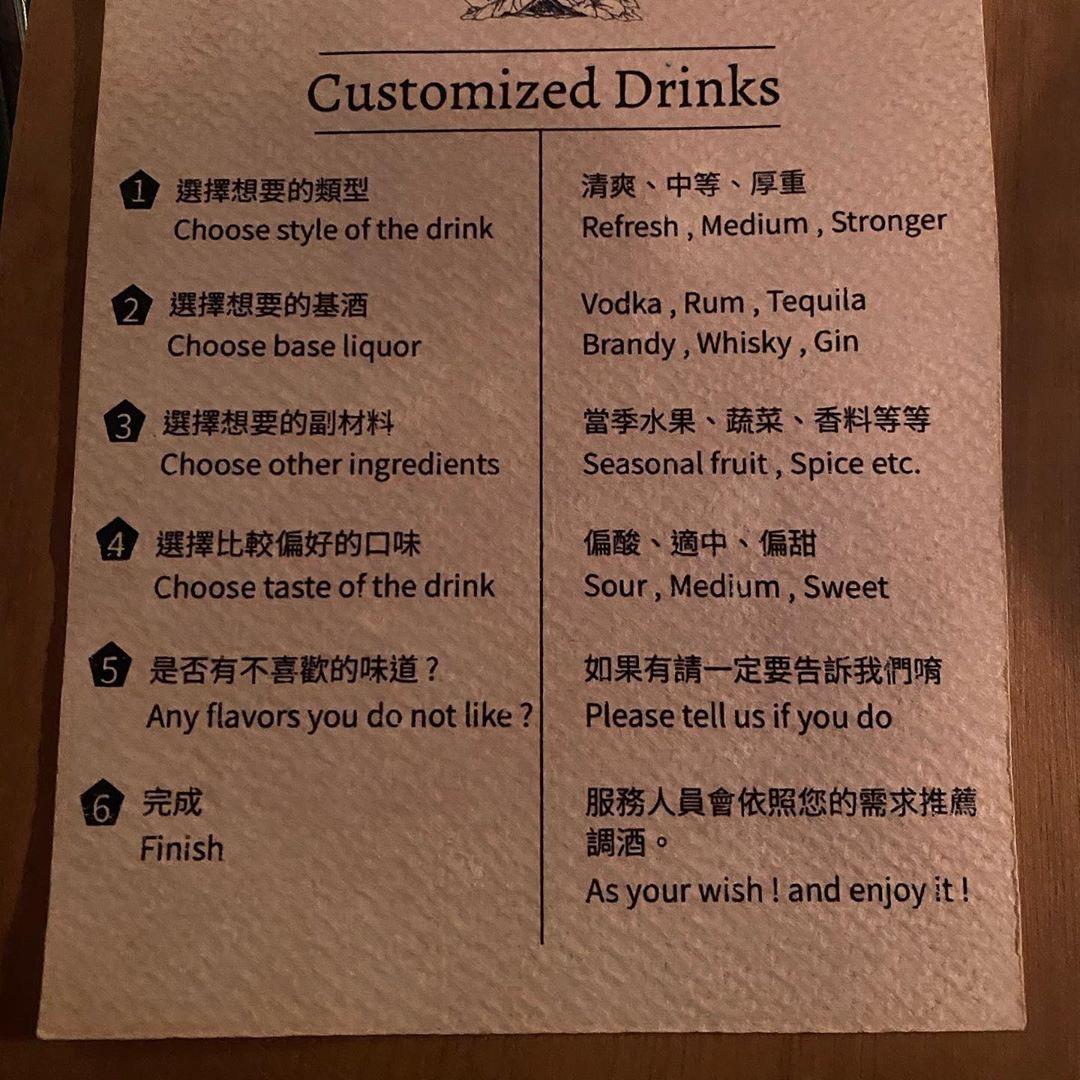 Customized Drinks
1 選擇想要的類型
Choose style of the drink
清爽、中等、厚重
Refresh , Medium , Stronger
2 選擇想要的基酒
Choose base liquor
Vodka , Rum , Tequila
Brandy , Whisky , Gin
3 選擇想要的副材料
Choose other ingredients
當季水果、蔬菜、香料等等
Seasonal fruit , Spice etc.
4 選擇比較偏好的口味
Choose taste of the drink
偏酸、適中、偏甜
Sour , Medium , Sweet
5 是否有不喜歡的味道？
Any flavors you do not like ?
如果有請一定要告訴我們唷
Please tell us if you do
6 完成
Finish
服務人員會依照您的需求推薦
調酒。
As your wish ! and enjoy it !